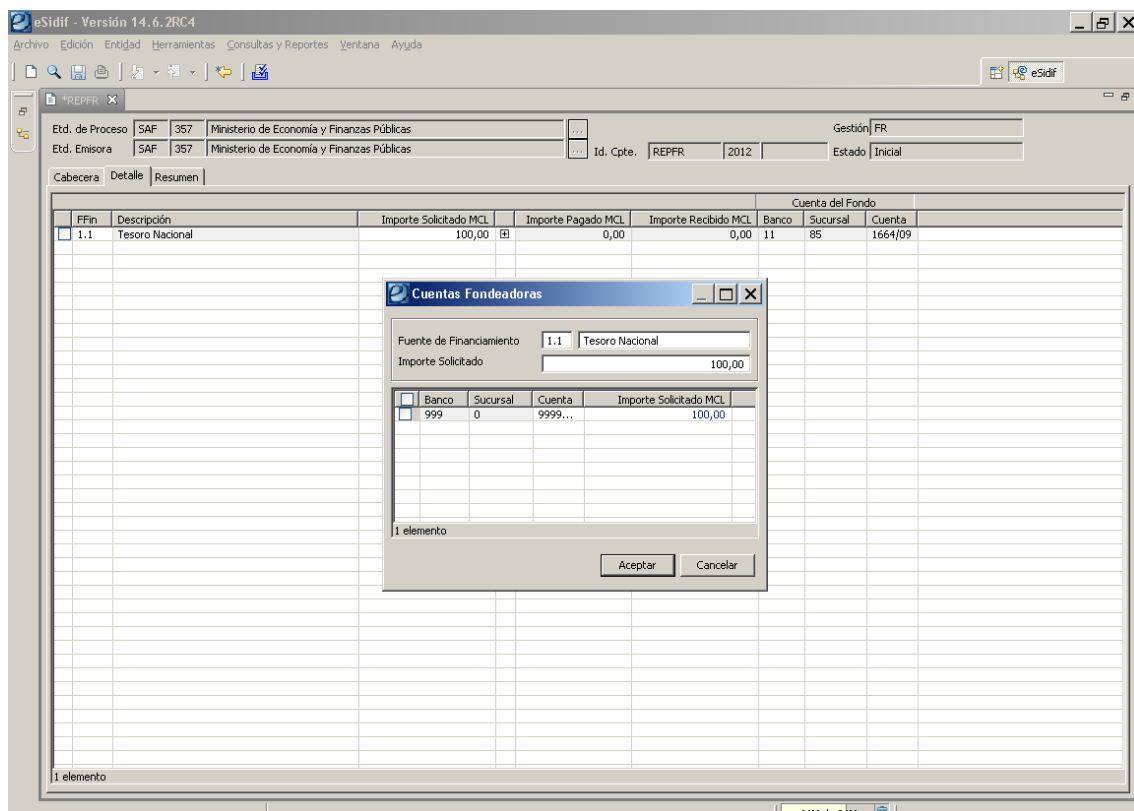 eSidif - Versión 14.6.2RC4
Archivo Edición Entidad Herramientas Consultas y Reportes Ventana Ayuda
eSidif
*REPFR
Etd. de Proceso SAF 357 Ministerio de Economía y Finanzas Públicas ... Gestión FR
Etd. Emisora SAF 357 Ministerio de Economía y Finanzas Públicas ... Id. Cpte. REPFR 2012 Estado Inicial
Cabecera Detalle Resumen
Cuenta del Fondo
FFin Descripción Importe Solicitado MCL Importe Pagado MCL Importe Recibido MCL Banco Sucursal Cuenta
1.1 Tesoro Nacional 100,00 0,00 0,00 11 85 1664/09
Cuentas Fondeadoras
Fuente de Financiamiento 1.1 Tesoro Nacional
Importe Solicitado 100,00
Banco Sucursal Cuenta Importe Solicitado MCL
999 0 9999... 100,00
1 elemento
Aceptar Cancelar
1 elemento